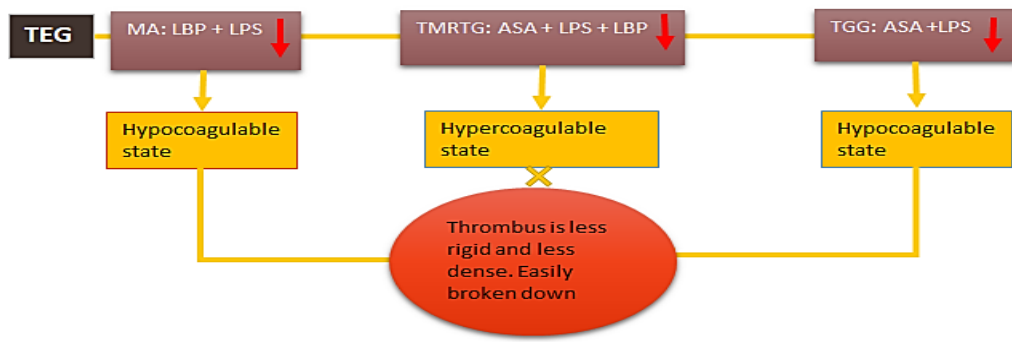 TEG
MA: LBP + LPS
TMRTG: ASA + LPS + LBP
TGG: ASA +LPS
Hypocoagulable
state
Hypercoagulable
state
Hypocoagulable
state
Thrombus is less
rigid and less
dense. Easily
broken down